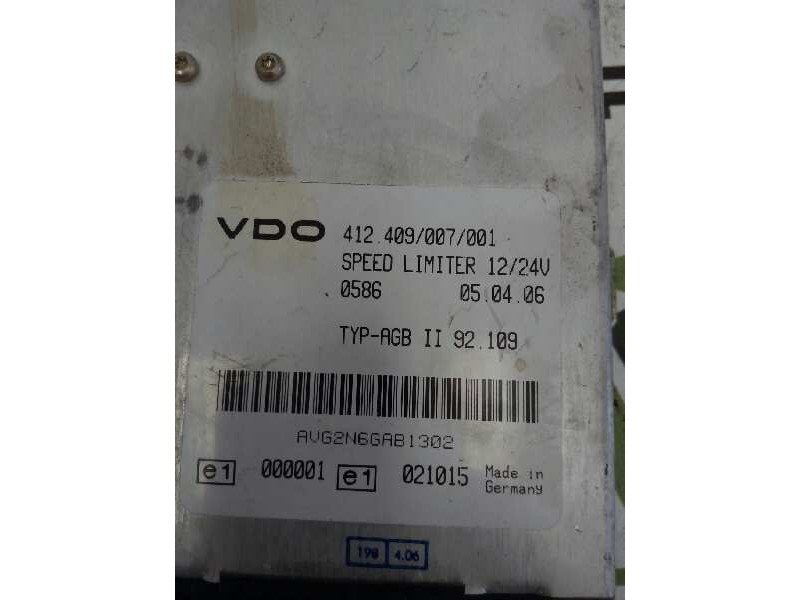 VDO 412.409/007/001
SPEED LIMITER 12/24V
.0586 05.04.06
TYP-AGB II 92.109
AVG2N6GAB1302
e1 000001 e1 021015 Made in Germany
198 4.06